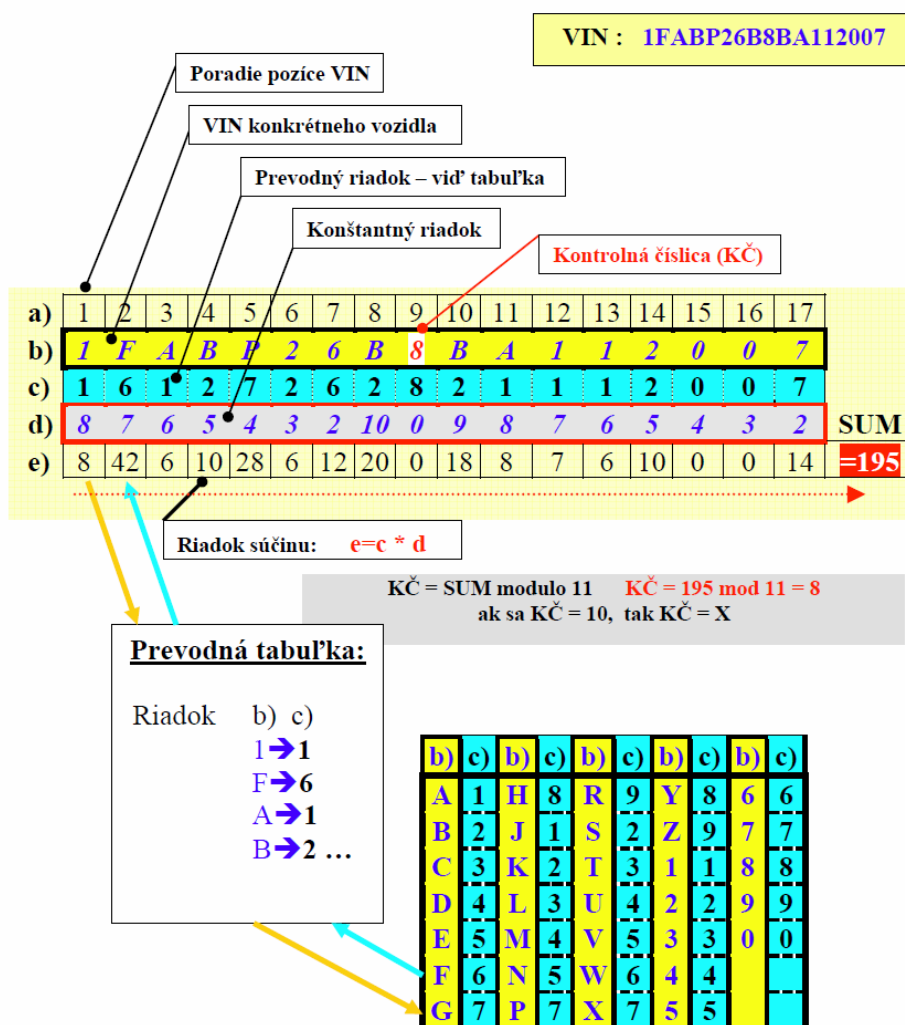 VIN : 1FABP26B8BA112007
Poradie pozíce VIN
VIN konkrétneho vozidla
Prevodný riadok – viď tabuľka
Konštantný riadok
Kontrolná číslica (KČ)
a) 1 2 3 4 5 6 7 8 9 10 11 12 13 14 15 16 17
b) 1 F A B P 2 6 B 8 B A 1 1 2 0 0 7
c) 1 6 1 2 7 2 6 2 8 2 1 1 1 2 0 0 7
d) 8 7 6 5 4 3 2 10 0 9 8 7 6 5 4 3 2 SUM
e) 8 42 6 10 28 6 12 20 0 18 8 7 6 10 0 0 14 =195
Riadok súčinu: e=c * d
KČ = SUM modulo 11 KČ = 195 mod 11 = 8
ak sa KČ = 10, tak KČ = X
Prevodná tabuľka:
Riadok b) c)
1➔1
F➔6
A➔1
B➔2 ...
b) c) b) c) b) c) b) c) b) c)
A 1 H 8 R 9 Y 8 6 6
B 2 J 1 S 2 Z 9 7 7
C 3 K 2 T 3 1 1 8 8
D 4 L 3 U 4 2 2 9 9
E 5 M 4 V 5 3 3 0 0
F 6 N 5 W 6 4 4
G 7 P 7 X 7 5 5